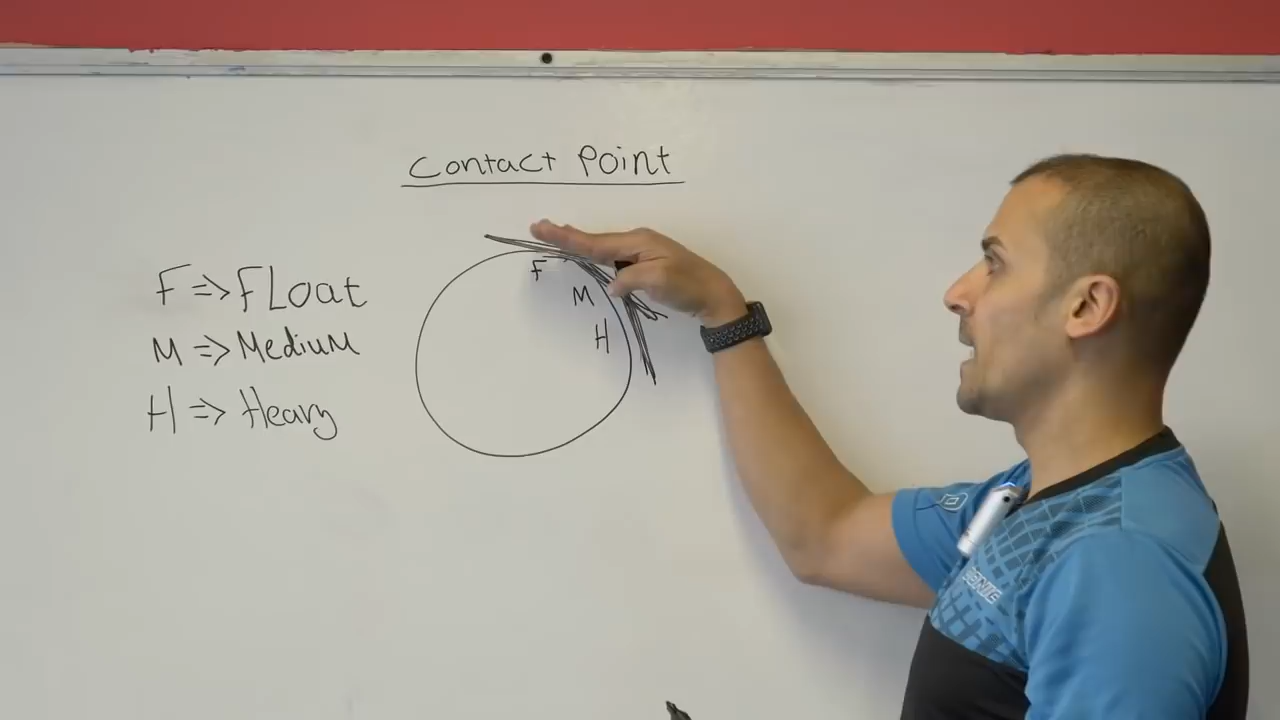 Contact Point
F => FLoat
M => MediuM
H => Heavy
F
M
H